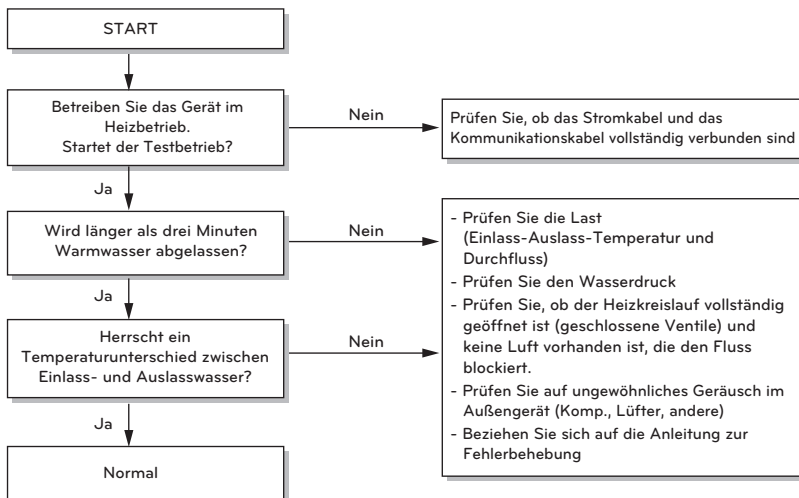 START
Betreiben Sie das Gerät im
Heizbetrieb.
Startet der Testbetrieb?
Nein
Prüfen Sie, ob das Stromkabel und das
Kommunikationskabel vollständig verbunden sind
Ja
Wird länger als drei Minuten
Warmwasser abgelassen?
Nein
- Prüfen Sie die Last
(Einlass-Auslass-Temperatur und
Durchfluss)
- Prüfen Sie den Wasserdruck
- Prüfen Sie, ob der Heizkreislauf vollständig
geöffnet ist (geschlossene Ventile) und
keine Luft vorhanden ist, die den Fluss
blockiert.
- Prüfen Sie auf ungewöhnliches Geräusch im
Außengerät (Komp., Lüfter, andere)
- Beziehen Sie sich auf die Anleitung zur
Fehlerbehebung
Ja
Herrscht ein
Temperaturunterschied zwischen
Einlass- und Auslasswasser?
Nein
Ja
Normal